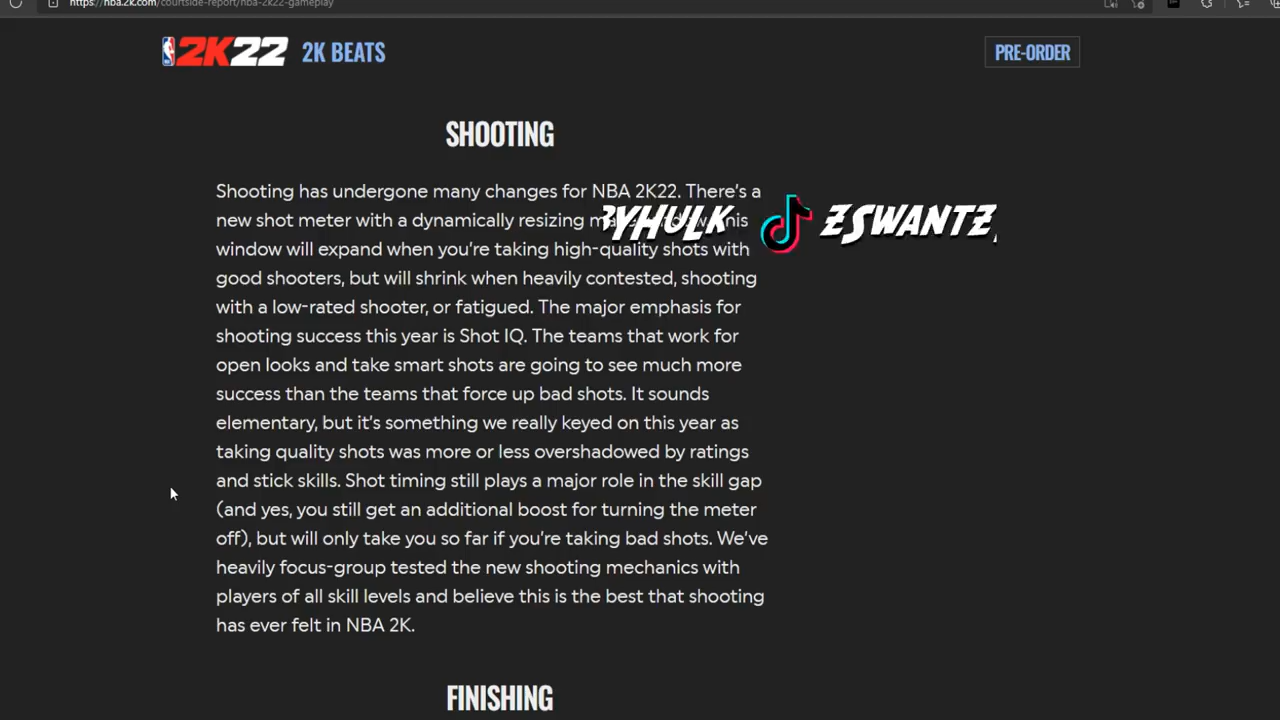 https://nba.2k.com/courtside-report/nba-2k22-gameplay
2K22 2K BEATS
PRE-ORDER
SHOOTING
Shooting has undergone many changes for NBA 2K22. There's a
new shot meter with a dynamically resizing
YHULK ZSWANTZ
window will expand when you're taking high-quality shots with
good shooters, but will shrink when heavily contested, shooting
with a low-rated shooter, or fatigued. The major emphasis for
shooting success this year is Shot IQ. The teams that work for
open looks and take smart shots are going to see much more
success than the teams that force up bad shots. It sounds
elementary, but it's something we really keyed on this year as
taking quality shots was more or less overshadowed by ratings
and stick skills. Shot timing still plays a major role in the skill gap
(and yes, you still get an additional boost for turning the meter
off), but will only take you so far if you're taking bad shots. We've
heavily focus-group tested the new shooting mechanics with
players of all skill levels and believe this is the best that shooting
has ever felt in NBA 2K.
FINISHING